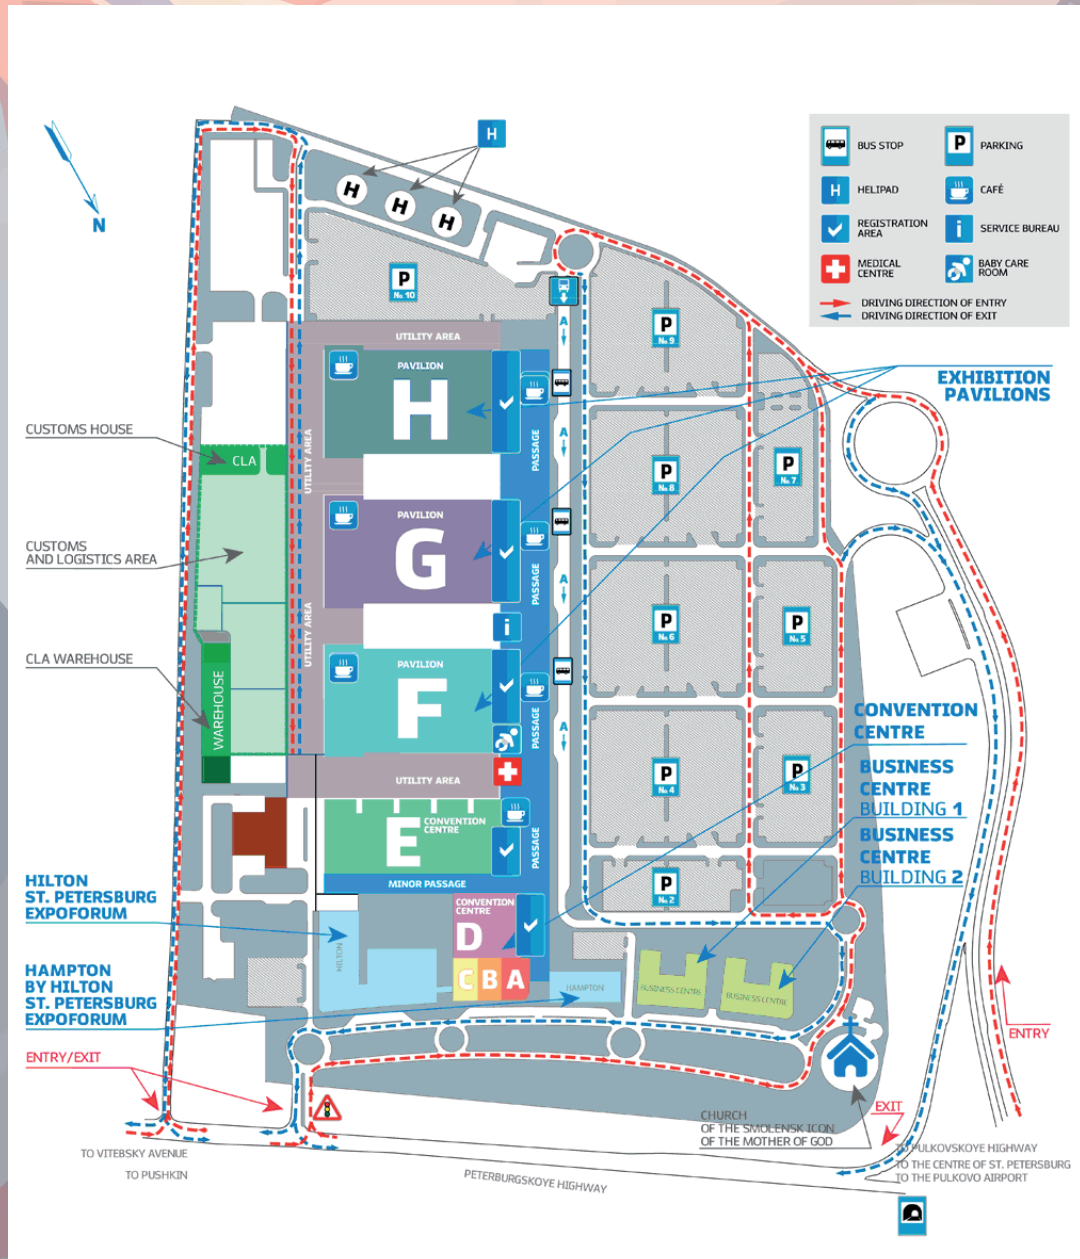 N
H
H
H
H
BUS STOP
P
PARKING
H
HELIPAD
CAFÉ
REGISTRATION
AREA
i
SERVICE BUREAU
MEDICAL
CENTRE
BABY CARE
ROOM
DRIVING DIRECTION OF ENTRY
DRIVING DIRECTION OF EXIT
P
№ 10
P
№ 9
A
UTILITY AREA
PAVILION
H
EXHIBITION
PAVILIONS
PASSAGE
A
UTILITY AREA
CUSTOMS HOUSE
CLA
P
№ 8
P
№ 7
PAVILION
G
CUSTOMS
AND LOGISTICS AREA
PASSAGE
A
UTILITY AREA
i
P
№ 6
P
№ 5
CLA WAREHOUSE
WAREHOUSE
PAVILION
F
PASSAGE
A
CONVENTION
CENTRE
BUSINESS
CENTRE
BUILDING 1
BUSINESS
CENTRE
BUILDING 2
P
№ 4
P
№ 3
UTILITY AREA
E
CONVENTION
CENTRE
PASSAGE
MINOR PASSAGE
P
№ 2
HILTON
ST. PETERSBURG
EXPOFORUM
CONVENTION
CENTRE
D
C
B
A
HILTON
HAMPTON
BUSINESS CENTRE
BUSINESS CENTRE
HAMPTON
BY HILTON
ST. PETERSBURG
EXPOFORUM
ENTRY/EXIT
ENTRY
EXIT
CHURCH
OF THE SMOLENSK ICON
OF THE MOTHER OF GOD
TO VITEBSKY AVENUE
TO PUSHKIN
PETERBURGSKOYE HIGHWAY
TO PULKOVSKOYE HIGHWAY
TO THE CENTRE OF ST. PETERSBURG
TO THE PULKOVO AIRPORT